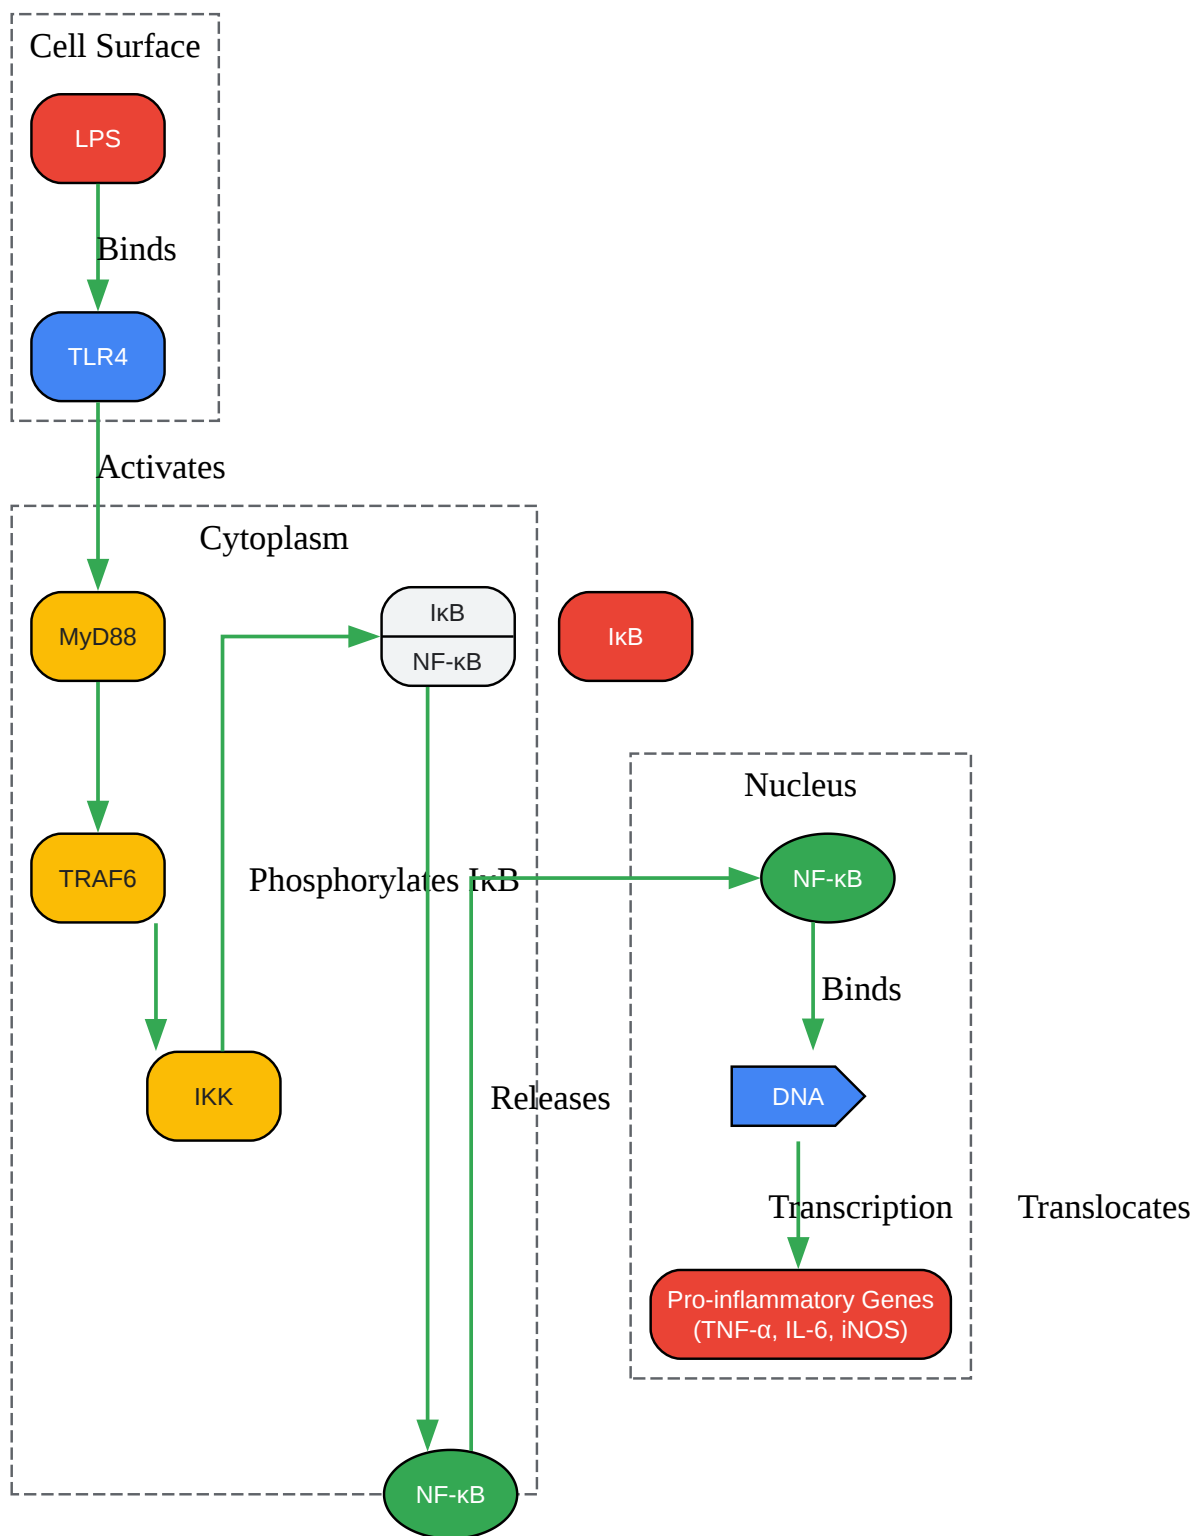 Cell Surface
LPS
Binds
TLR4
Activates
Cytoplasm
MyD88
IκB
NF-κB
IκB
TRAF6
Phosphorylates IκB
IKK
Releases
NF-κB
Nucleus
NF-κB
Binds
DNA
Transcription
Translocates
Pro-inflammatory Genes
(TNF-α, IL-6, iNOS)